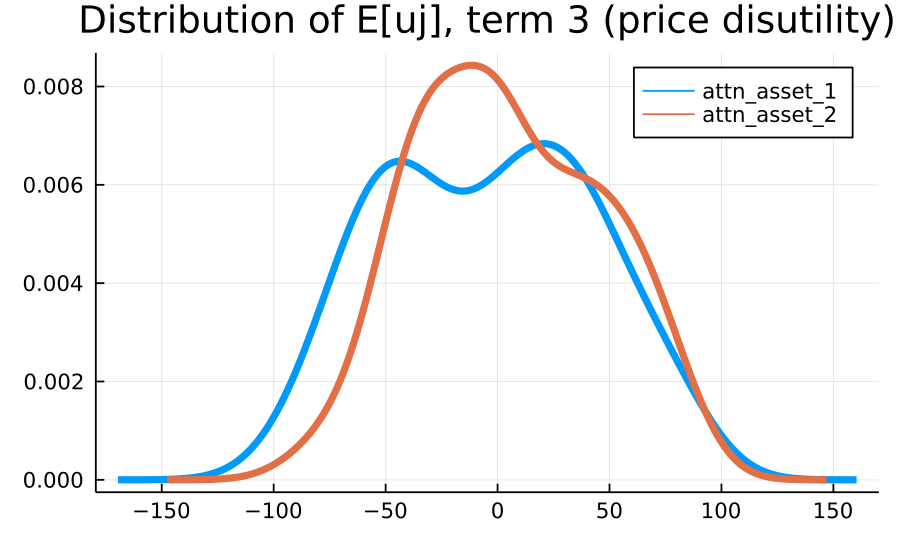 Distribution of E[uj], term 3 (price disutility)
attn_asset_1
attn_asset_2
0.008
0.006
0.004
0.002
0.000
−150 −100 −50 0 50 100 150